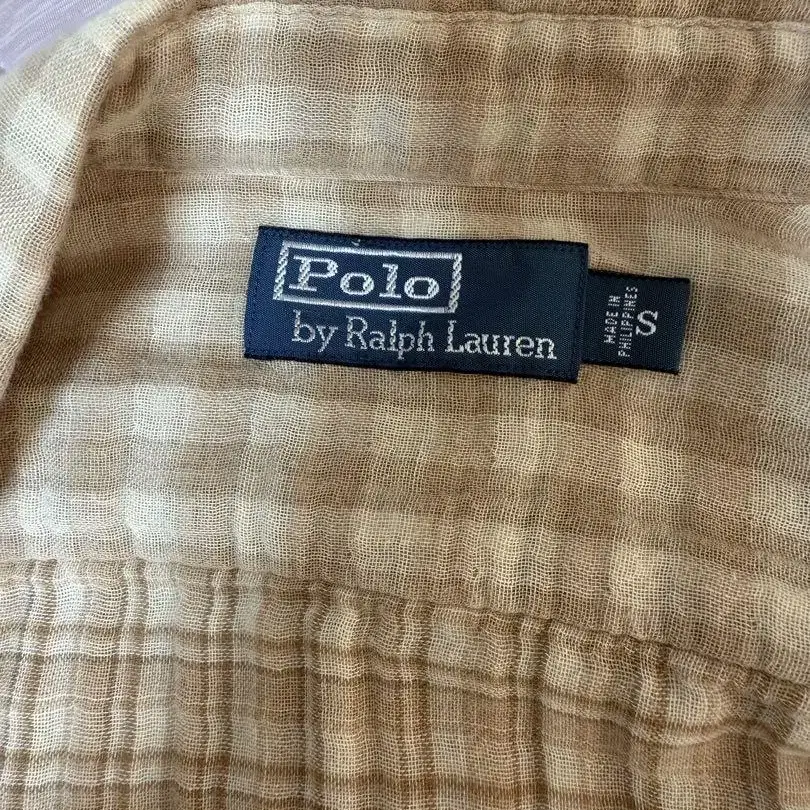 Polo
by Ralph Lauren
MADE IN
PHILIPPINES
S